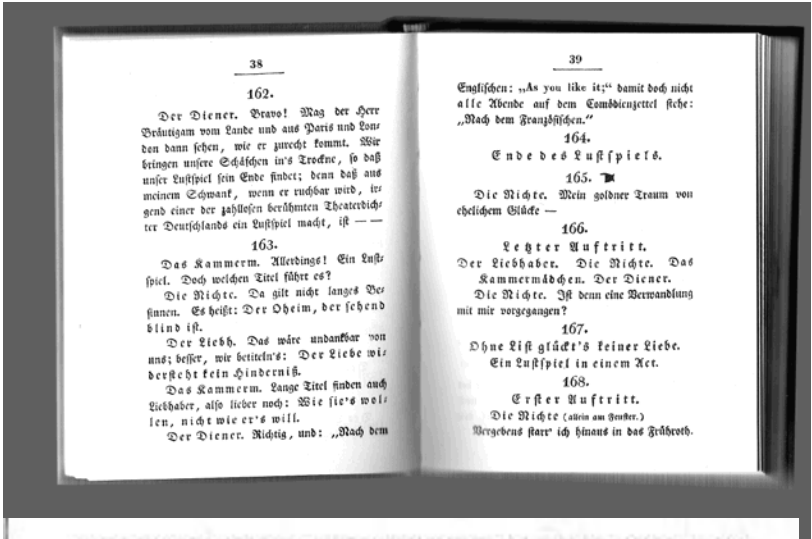 38
162.
Der Diener. Bravo! Mag der Herr
Bräutigam vom Lande und aus Paris und Lon-
don dann sehen, wie er zurecht kommt. Wir
bringen unsere Schäfchen in's Trockne, so daß
unser Lustspiel sein Ende findet; denn daß aus
meinem Schwank, wenn er ruchbar wird, ir-
gend einer der zahllosen berühmten Theaterdich-
ter Deutschlands ein Lustspiel macht, ist — —
163.
Das Kammerm. Allerdings! Ein Lust-
spiel. Doch welchen Titel führt es?
Die Nichte. Da gilt nicht langes Be-
sinnen. Es heißt: Der Oheim, der sehend
blind ist.
Der Liebh. Das wäre undankbar von
uns; besser, wir betiteln's: Der Liebe wi-
dersteht kein Hinderniß.
Das Kammerm. Lange Titel finden auch
Liebhaber, also lieber noch: Wie sie's wol-
len, nicht wie er's will.
Der Diener. Richtig, und: „Nach dem
39
Englischen: „As you like it;“ damit doch nicht
alle Abende auf dem Comödienzettel stehe:
„Nach dem Französischen.“
164.
Ende des Lustspiels.
165.
Die Nichte. Mein goldner Traum von
ehelichem Glücke —
166.
Letzter Auftritt.
Der Liebhaber. Die Nichte. Das
Kammermädchen. Der Diener.
Die Nichte. Ist denn eine Verwandlung
mit mir vorgegangen?
167.
Ohne List glückt's keiner Liebe.
Ein Lustspiel in einem Act.
168.
Erster Auftritt.
Die Nichte (allein am Fenster.)
Vergebens starr' ich hinaus in das Frühroth.